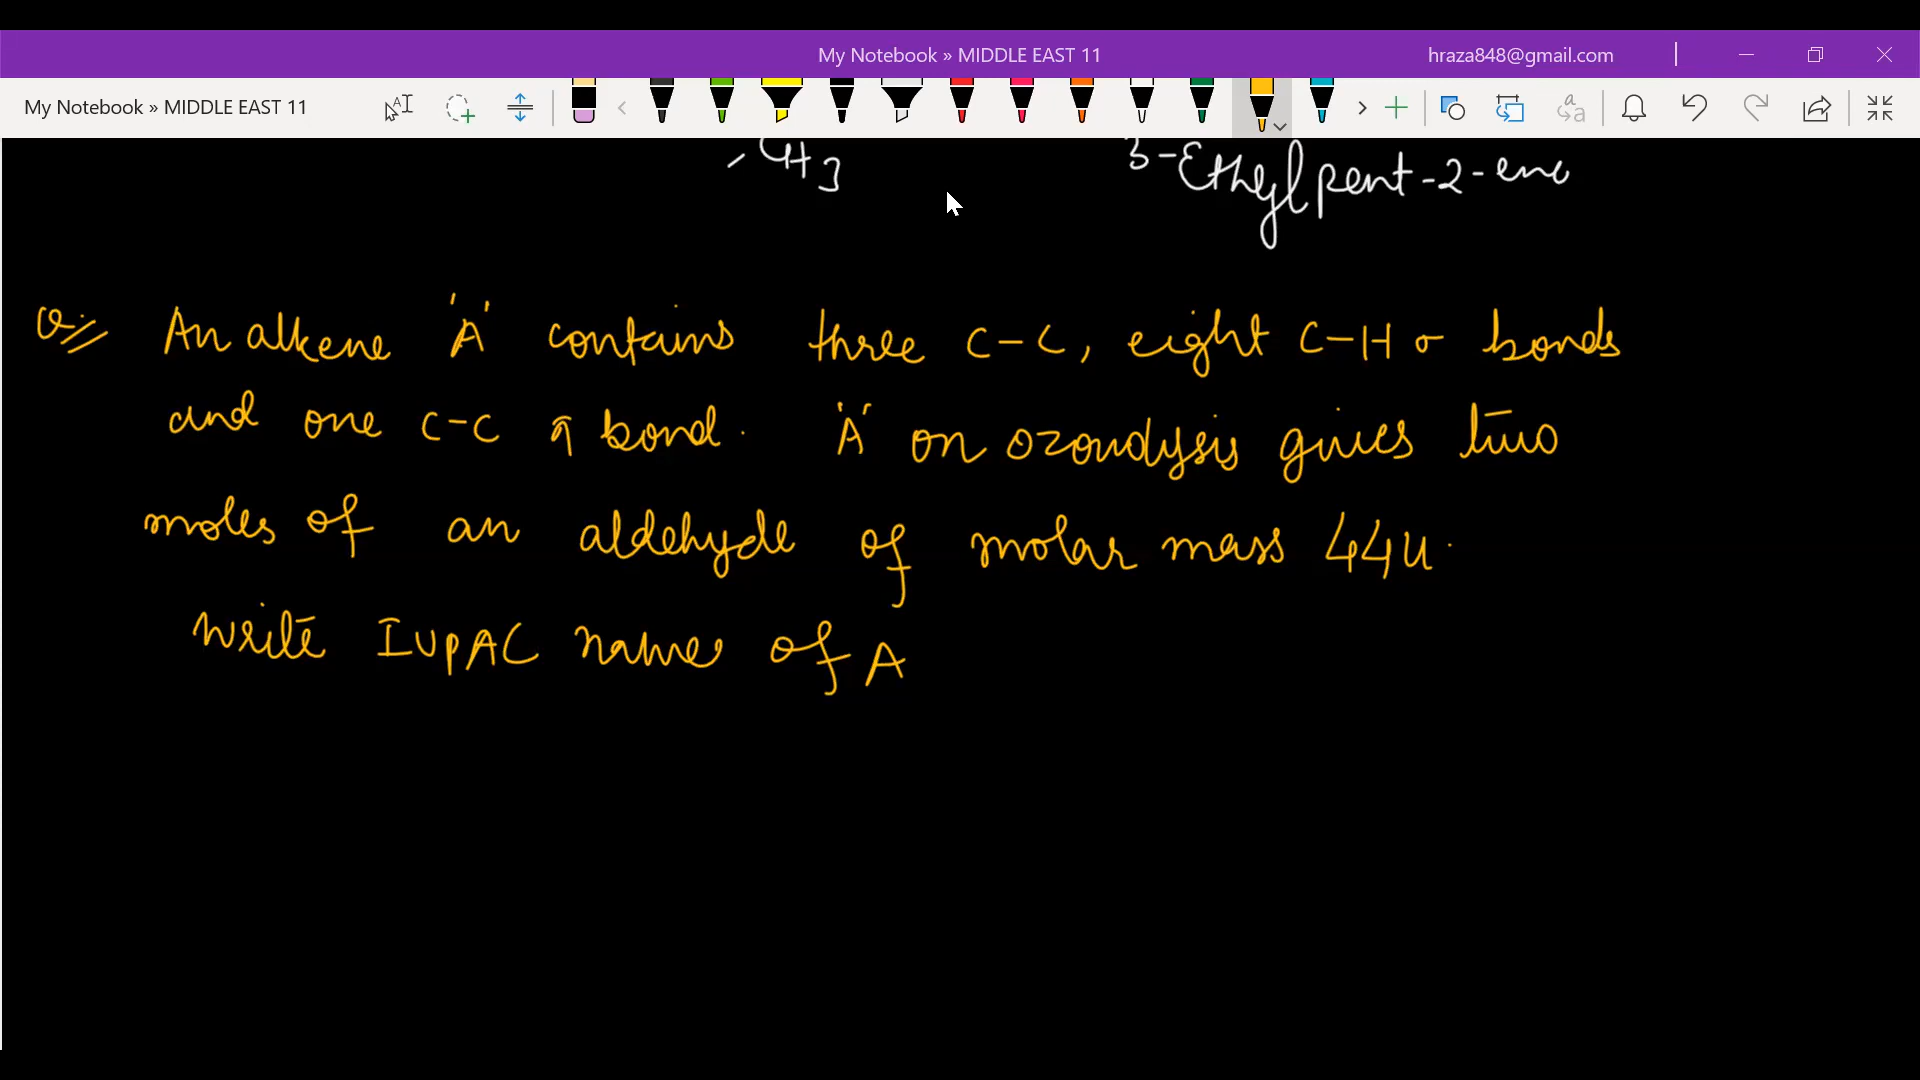 My Notebook » MIDDLE EAST 11
hraza848@gmail.com
My Notebook » MIDDLE EAST 11
CH3
3-Ethylpent-2-ene
Q:- An alkene 'A' contains three C-C, eight C-H σ bonds
and one C-C π bond. 'A' on ozonolysis gives two
moles of an aldehyde of molar mass 44u.
write IUPAC name of A